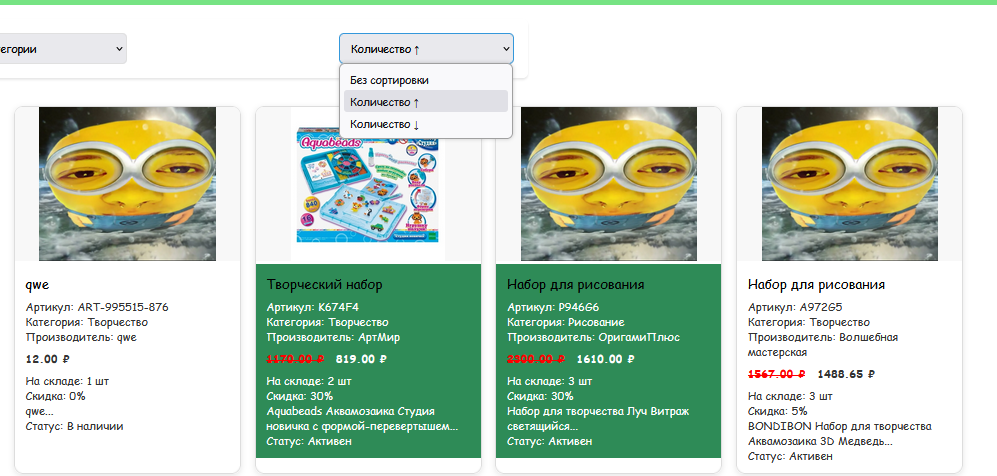 тегории
Количество ↑
Без сортировки
Количество ↑
Количество ↓
Aquabeads
qwe
Артикул: ART-995515-876
Категория: Творчество
Производитель: qwe
12.00 ₽
На складе: 1 шт
Скидка: 0%
qwe...
Статус: В наличии
Творческий набор
Артикул: K674F4
Категория: Творчество
Производитель: АртМир
1170.00 ₽ 819.00 ₽
На складе: 2 шт
Скидка: 30%
Aquabeads Аквамозаика Студия
новичка с формой-перевертышем...
Статус: Активен
Набор для рисования
Артикул: P946G6
Категория: Рисование
Производитель: ОригамиПлюс
2300.00 ₽ 1610.00 ₽
На складе: 3 шт
Скидка: 30%
Набор для творчества Луч Витраж
светящийся...
Статус: Активен
Набор для рисования
Артикул: A972G5
Категория: Творчество
Производитель: Волшебная
мастерская
1567.00 ₽ 1488.65 ₽
На складе: 3 шт
Скидка: 5%
BONDIBON Набор для творчества
Аквамозаика 3D Медведь...
Статус: Активен